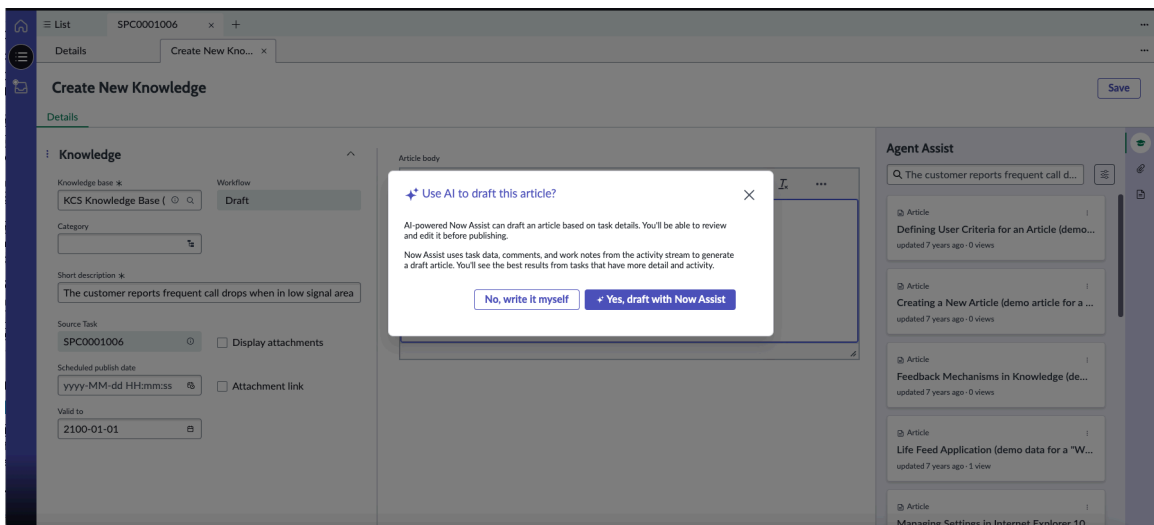 List
SPC0001006
Details
Create New Kno...
Create New Knowledge
Save
Details
Knowledge
Knowledge base *
Workflow
KCS Knowledge Base (
Draft
Category
Short description *
The customer reports frequent call drops when in low signal area
Source Task
SPC0001006
Display attachments
Scheduled publish date
yyyy-MM-dd HH:mm:ss
Attachment link
Valid to
2100-01-01
Article body
Use AI to draft this article?
AI-powered Now Assist can draft an article based on task details. You'll be able to review
and edit it before publishing.
Now Assist uses task data, comments, and work notes from the activity stream to generate
a draft article. You'll see the best results from tasks that have more detail and activity.
No, write it myself
Yes, draft with Now Assist
Agent Assist
The customer reports frequent call d...
Article
Defining User Criteria for an Article (demo...
updated 7 years ago · 0 views
Article
Creating a New Article (demo article for a ...
updated 7 years ago · 0 views
Article
Feedback Mechanisms in Knowledge (de...
updated 7 years ago · 0 views
Article
Life Feed Application (demo data for a "W...
updated 7 years ago · 1 view
Article
Managing Settings in Internet Explorer 10